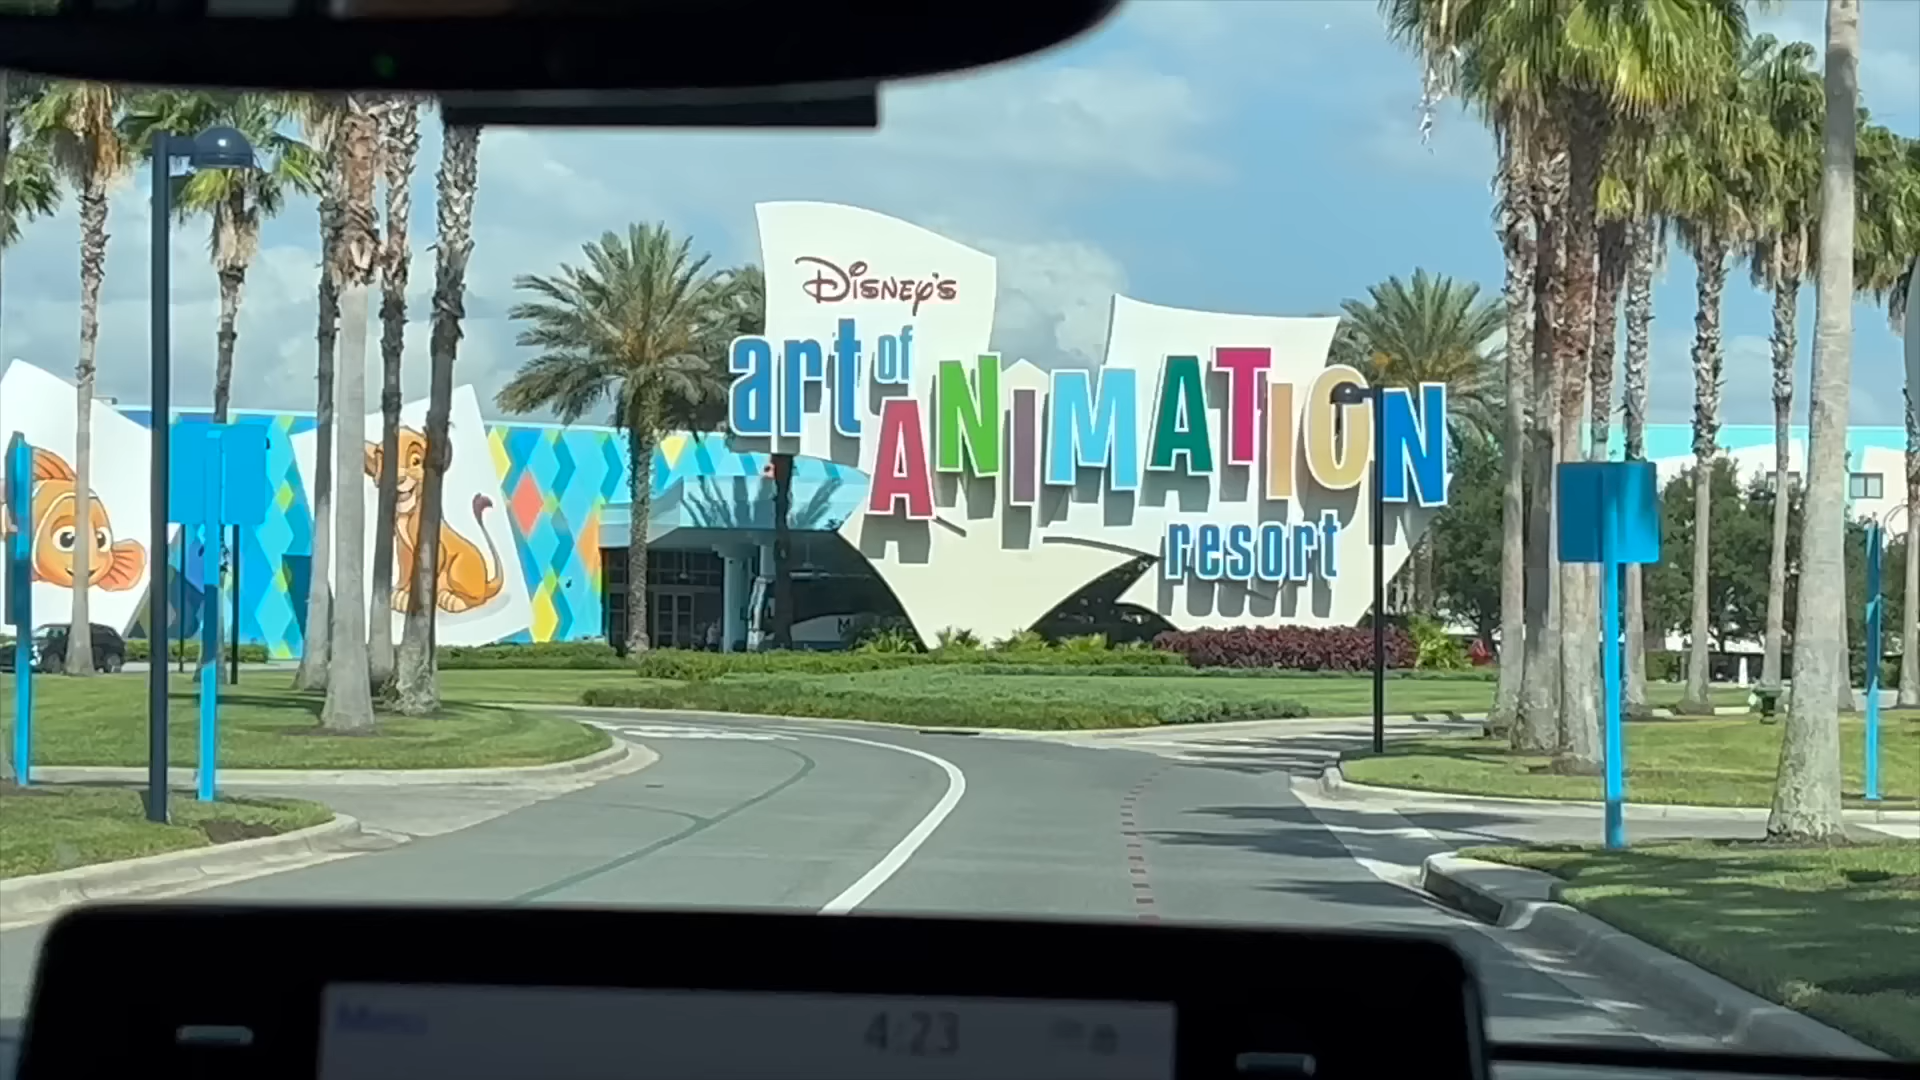 Disney's
art of
ANIMATION
resort
Menu
4:23